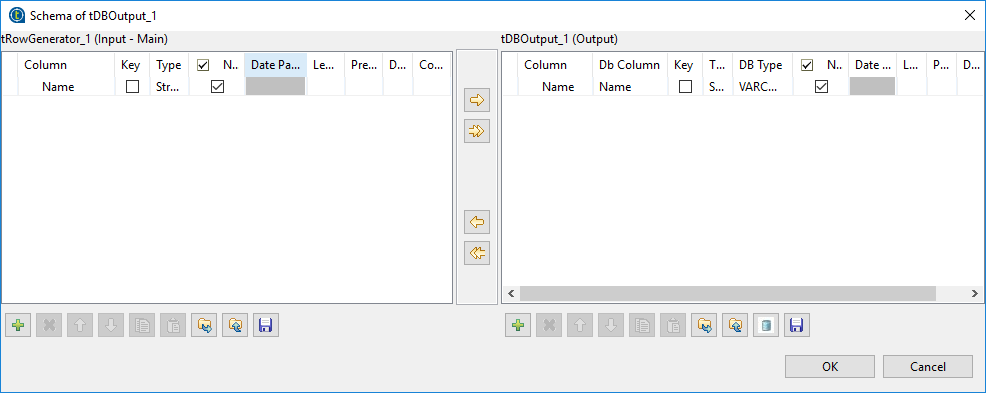 Schema of tDBOutput_1
tRowGenerator_1 (Input - Main)
Column Key Type N.. Date Pa... Le... Pre... D... Co...
Name Str...
tDBOutput_1 (Output)
Column Db Column Key T... DB Type N.. Date ... L... P... D...
Name Name S... VARC...
OK Cancel